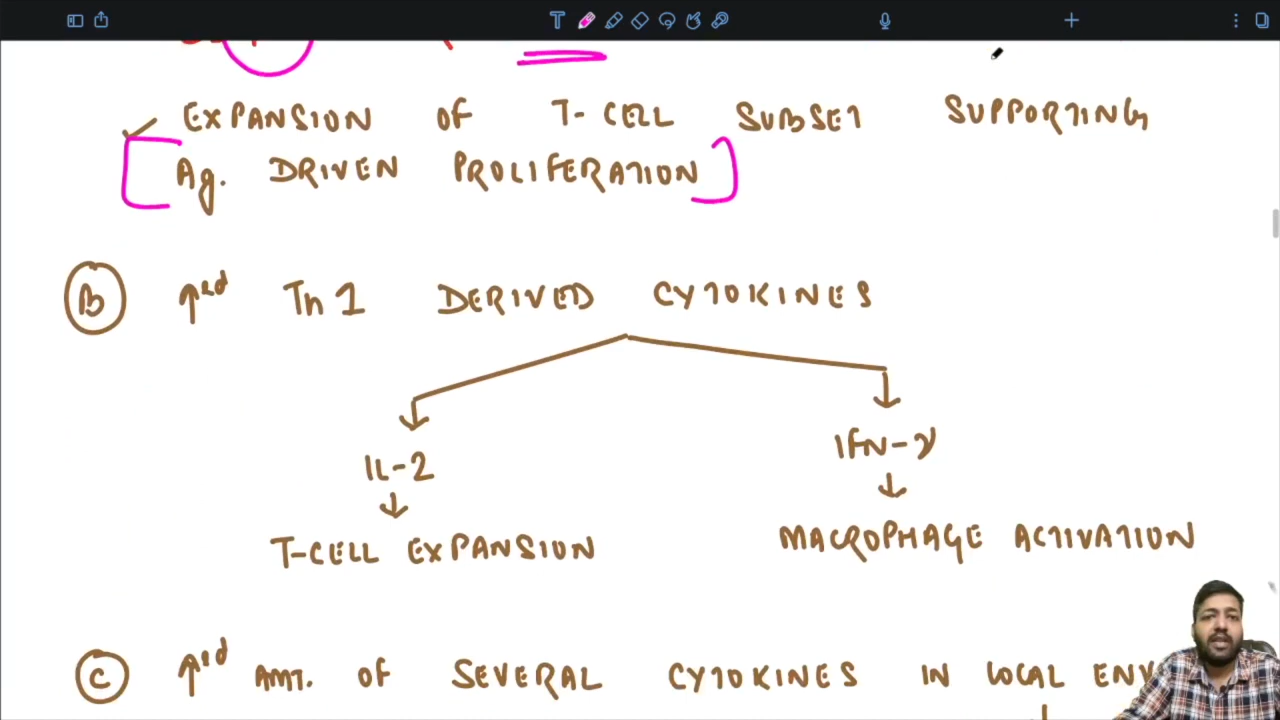 EXPANSION OF T-CELL SUBSET SUPPORTING
Ag. DRIVEN PROLIFERATION
B ↑ed Th1 DERIVED CYTOKINES
IL-2
IFN-γ
T-CELL EXPANSION
MACROPHAGE ACTIVATION
C ↑ed AMT. OF SEVERAL CYTOKINES IN LOCAL